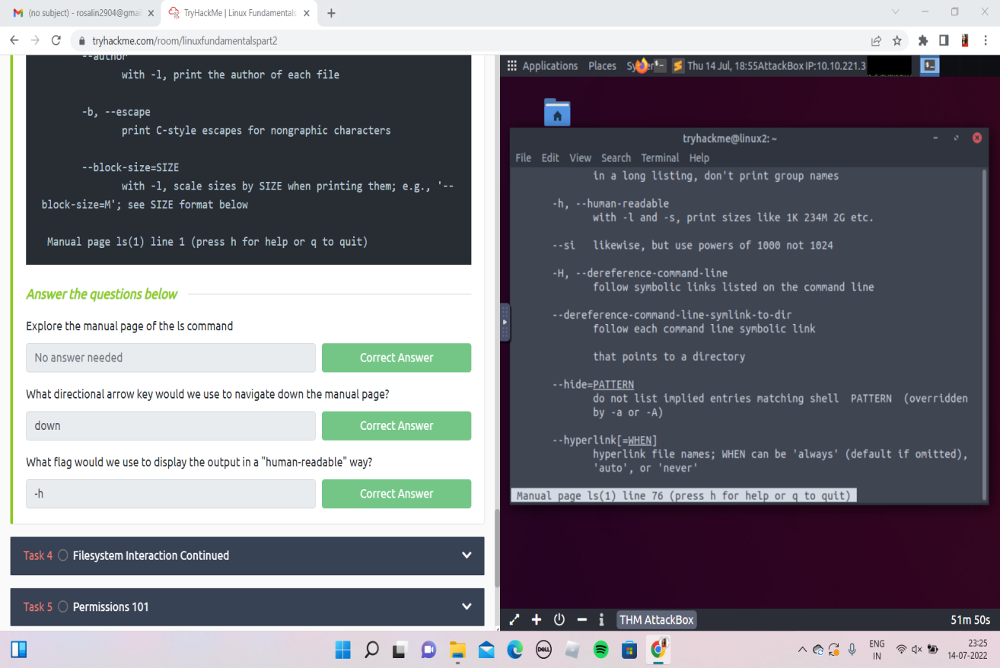 (no subject) - rosalin2904@gmai
TryHackMe | Linux Fundamentals
tryhackme.com/room/linuxfundamentalspart2
--author
with -l, print the author of each file
-b, --escape
print C-style escapes for nongraphic characters
--block-size=SIZE
with -l, scale sizes by SIZE when printing them; e.g., '--
block-size=M'; see SIZE format below
Manual page ls(1) line 1 (press h for help or q to quit)
Answer the questions below
Explore the manual page of the ls command
No answer needed
Correct Answer
What directional arrow key would we use to navigate down the manual page?
down
Correct Answer
What flag would we use to display the output in a "human-readable" way?
-h
Correct Answer
Task 4 Filesystem Interaction Continued
Task 5 Permissions 101
Applications Places Thu 14 Jul, 18:55 AttackBox IP:10.10.221.3
tryhackme@linux2: ~
File Edit View Search Terminal Help
in a long listing, don't print group names
-h, --human-readable
with -l and -s, print sizes like 1K 234M 2G etc.
--si likewise, but use powers of 1000 not 1024
-H, --dereference-command-line
follow symbolic links listed on the command line
--dereference-command-line-symlink-to-dir
follow each command line symbolic link
that points to a directory
--hide=PATTERN
do not list implied entries matching shell PATTERN (overridden
by -a or -A)
--hyperlink[=WHEN]
hyperlink file names; WHEN can be 'always' (default if omitted),
'auto', or 'never'
Manual page ls(1) line 76 (press h for help or q to quit)
THM AttackBox
51m 50s
DELL
ENG
IN
23:25
14-07-2022